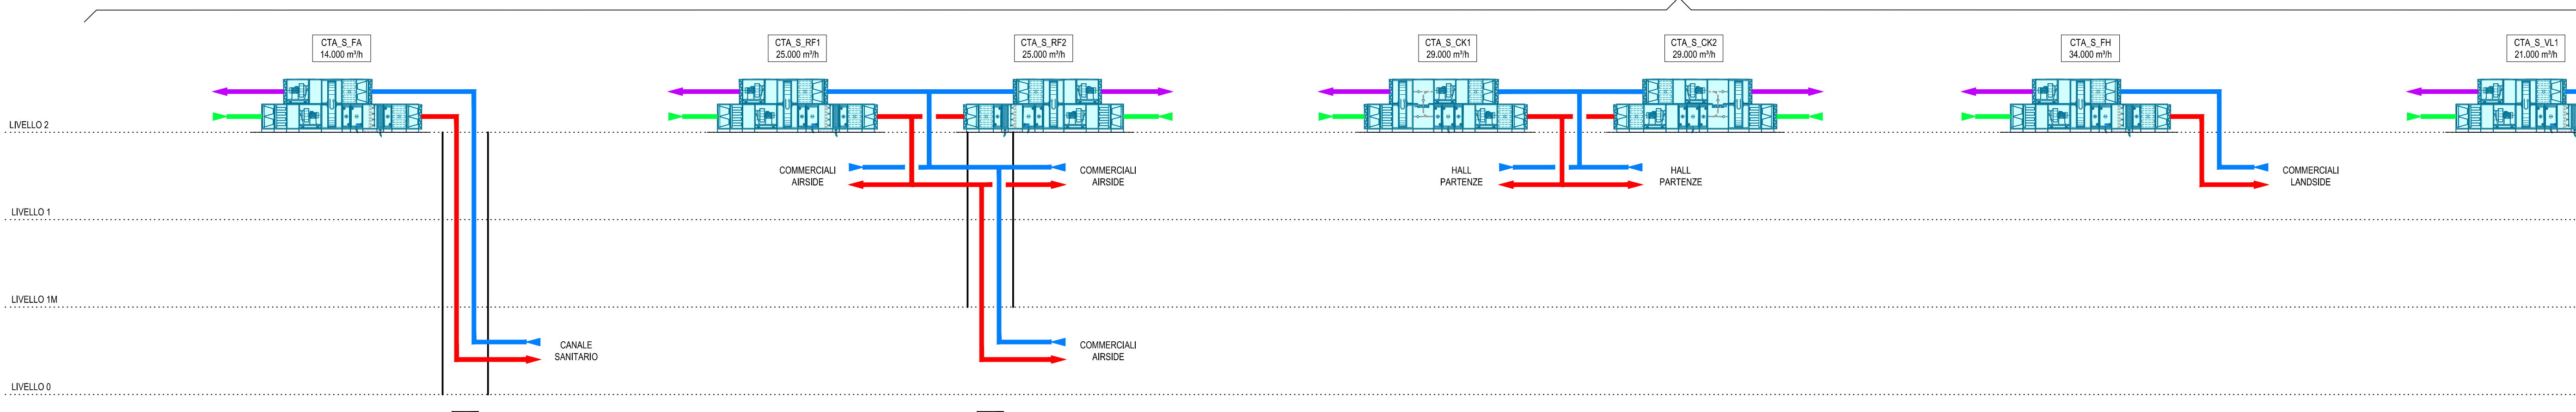 CTA_S_FA
14.000 m³/h
CTA_S_RF1
25.000 m³/h
CTA_S_RF2
25.000 m³/h
CTA_S_CK1
29.000 m³/h
CTA_S_CK2
29.000 m³/h
CTA_S_FH
34.000 m³/h
CTA_S_VL1
21.000 m³/h
LIVELLO 2
COMMERCIALI
AIRSIDE
COMMERCIALI
AIRSIDE
HALL
PARTENZE
HALL
PARTENZE
COMMERCIALI
LANDSIDE
LIVELLO 1
LIVELLO 1M
CANALE
SANITARIO
COMMERCIALI
AIRSIDE
LIVELLO 0